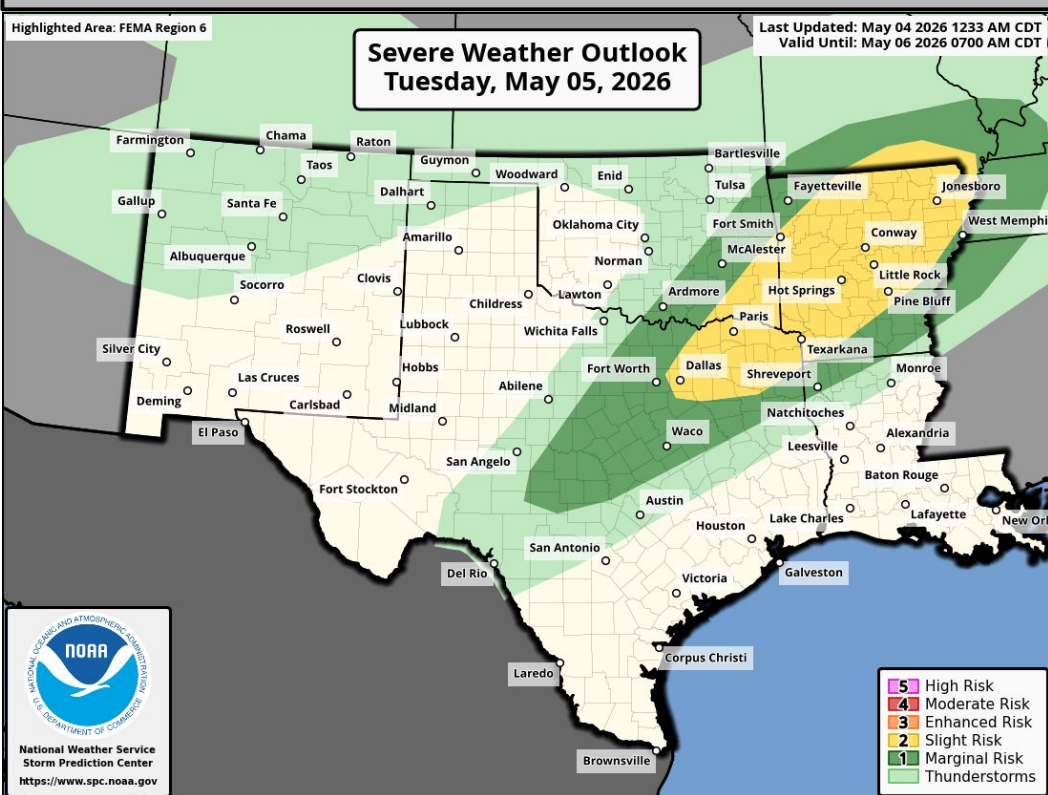 Highlighted Area: FEMA Region 6
Severe Weather Outlook
Tuesday, May 05, 2026
Last Updated: May 04 2026 1233 AM CDT
Valid Until: May 06 2026 0700 AM CDT
Farmington
Chama
Raton
Taos
Guymon
Woodward
Enid
Bartlesville
Tulsa
Fayetteville
Jonesboro
Gallup
Santa Fe
Dalhart
Oklahoma City
Fort Smith
West Memphi
Albuquerque
Amarillo
Norman
McAlester
Conway
Little Rock
Socorro
Clovis
Childress
Lawton
Ardmore
Hot Springs
Pine Bluff
Roswell
Lubbock
Wichita Falls
Paris
Texarkana
Silver City
Las Cruces
Hobbs
Abilene
Fort Worth
Dallas
Shreveport
Monroe
Deming
Carlsbad
Midland
Natchitoches
El Paso
Waco
Leesville
Alexandria
San Angelo
Fort Stockton
Baton Rouge
Austin
Houston
Lake Charles
Lafayette
New Orl
San Antonio
Del Rio
Victoria
Galveston
Laredo
Corpus Christi
Brownsville
NATIONAL OCEANIC AND ATMOSPHERIC ADMINISTRATION
NOAA
U.S. DEPARTMENT OF COMMERCE
National Weather Service
Storm Prediction Center
https://www.spc.noaa.gov
5 High Risk
4 Moderate Risk
3 Enhanced Risk
2 Slight Risk
1 Marginal Risk
Thunderstorms